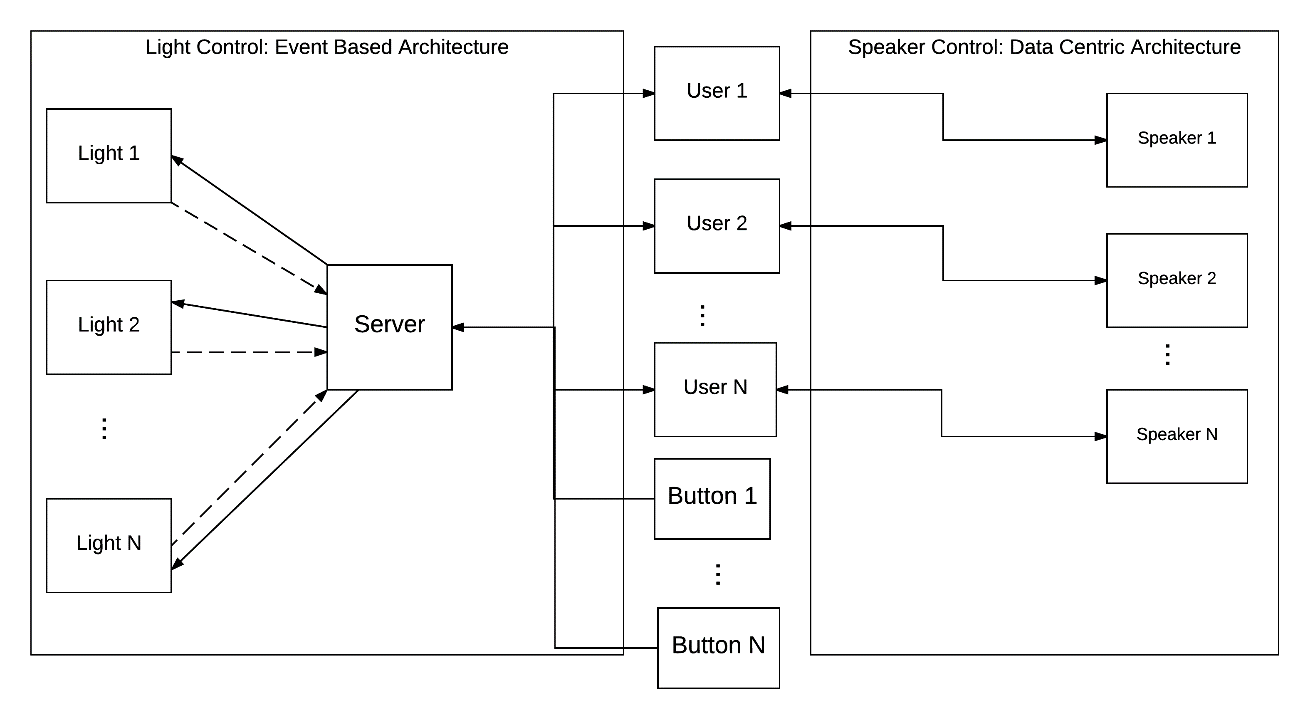 Light Control: Event Based Architecture
Light 1
Light 2
⋮
Light N
Server
User 1
User 2
⋮
User N
Button 1
⋮
Button N
Speaker Control: Data Centric Architecture
Speaker 1
Speaker 2
⋮
Speaker N